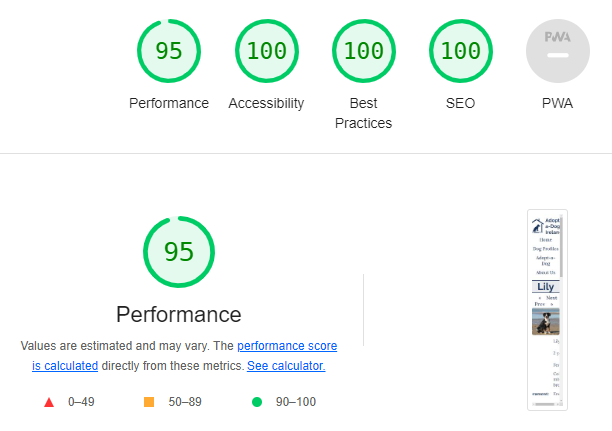 95
100
100
100
PWA
Performance
Accessibility
Best
Practices
SEO
PWA
95
Performance
Values are estimated and may vary. The performance score
is calculated directly from these metrics. See calculator.
0–49
50–89
90–100
Adopt
a-Dog
Ireland
Home
Dog Profiles
Adopt-a-
Dog
About Us
Lily
« Next
Prev »